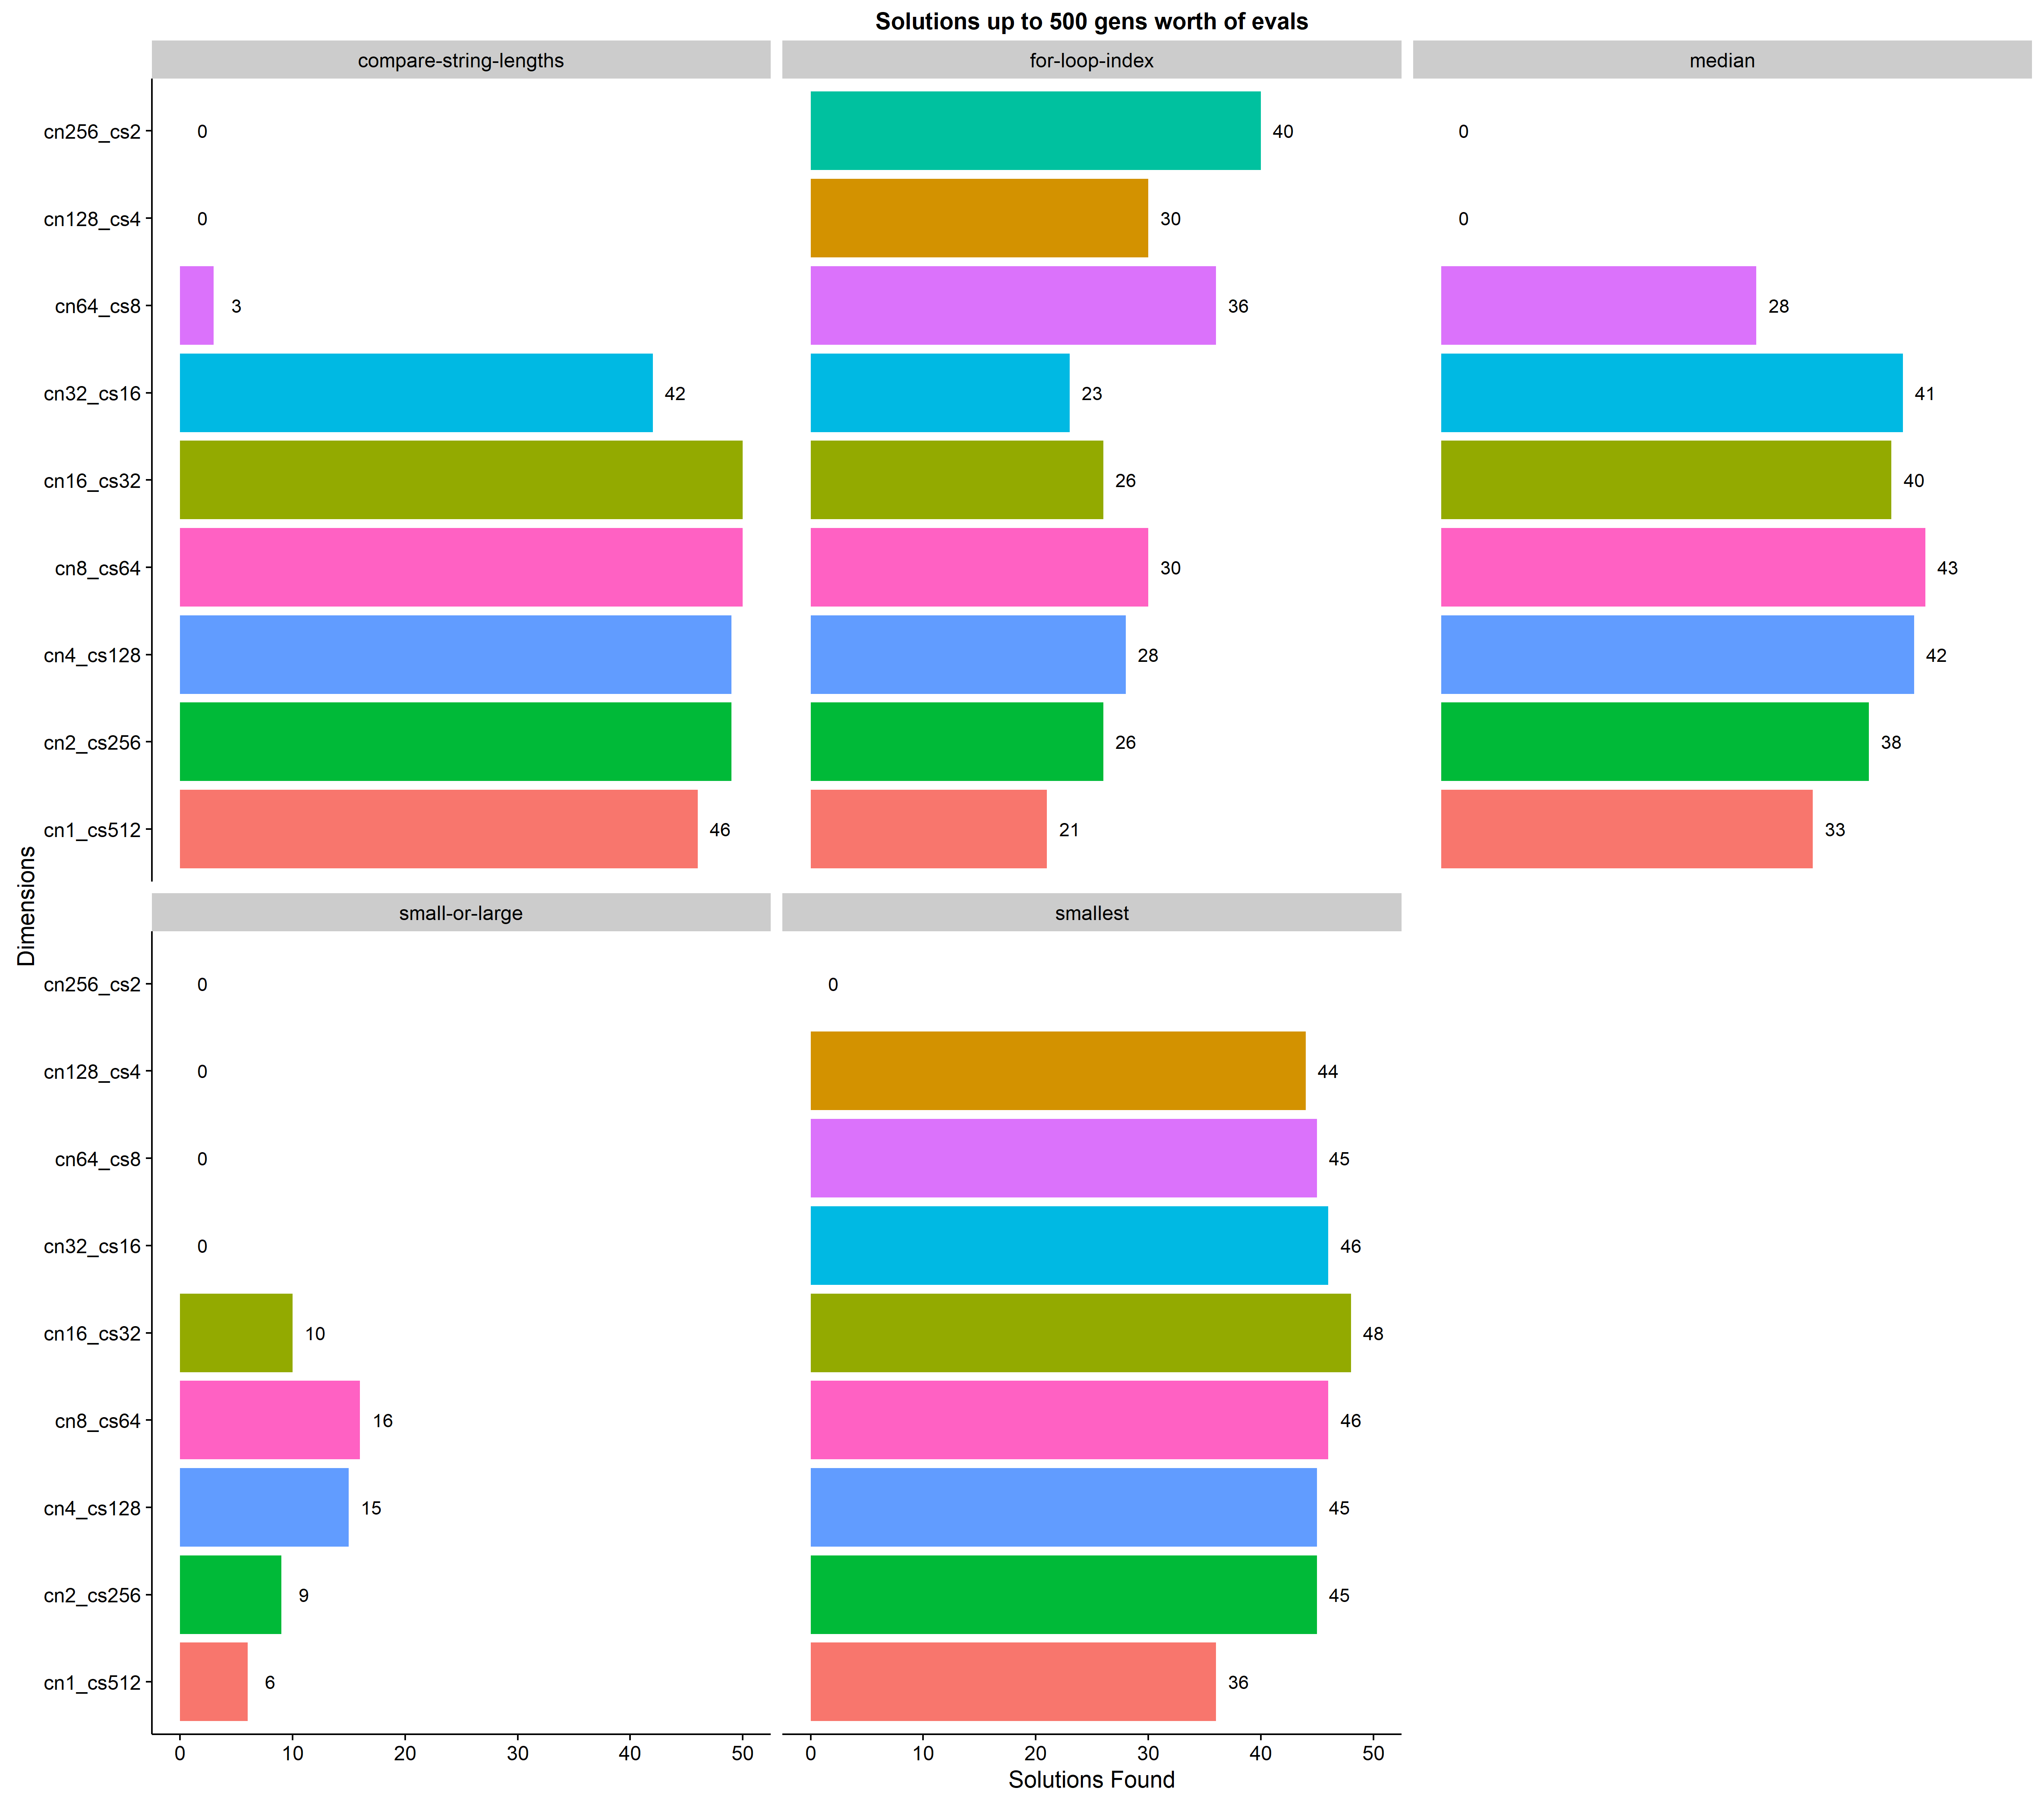 Solutions up to 500 gens worth of evals
compare-string-lengths for-loop-index median
cn256_cs2 0 40 0
cn128_cs4 0 30 0
cn64_cs8 3 36 28
cn32_cs16 42 23 41
cn16_cs32 26 40
cn8_cs64 30 43
cn4_cs128 28 42
cn2_cs256 26 38
cn1_cs512 46 21 33
Dimensions
small-or-large smallest
cn256_cs2 0 0
cn128_cs4 0 44
cn64_cs8 0 45
cn32_cs16 0 46
cn16_cs32 10 48
cn8_cs64 16 46
cn4_cs128 15 45
cn2_cs256 9 45
cn1_cs512 6 36
0 10 20 30 40 50 0 10 20 30 40 50
Solutions Found